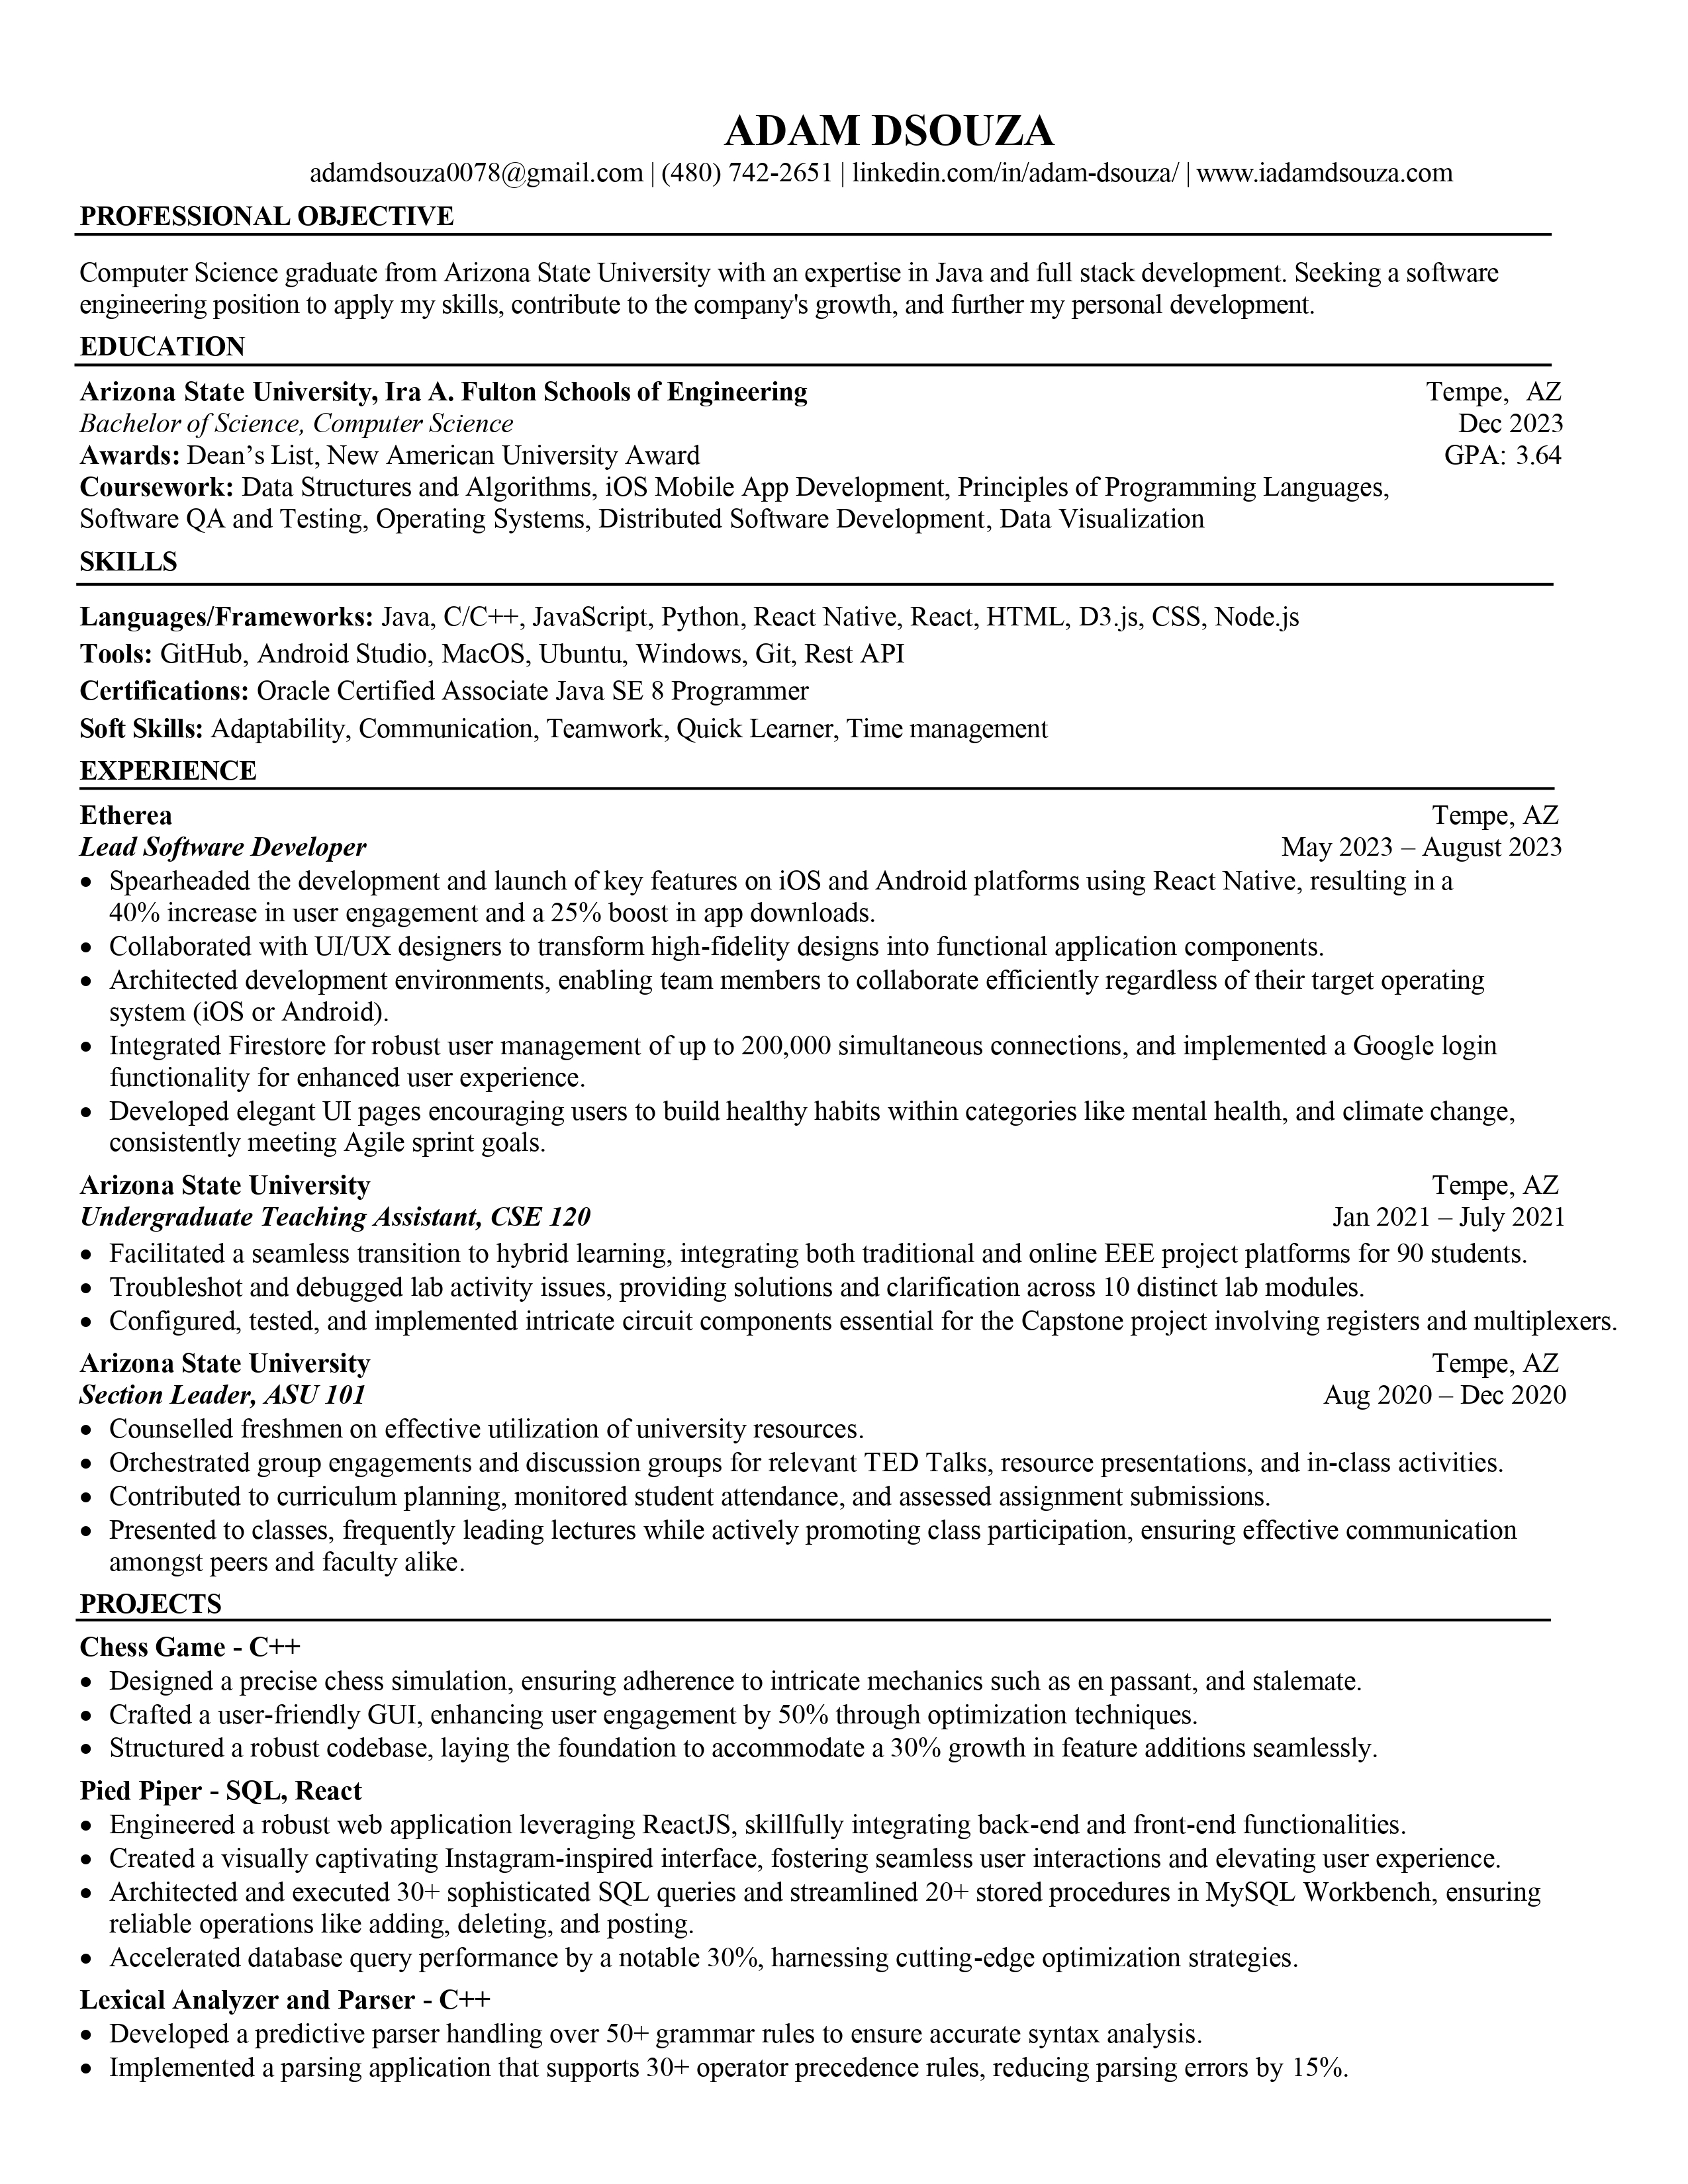 ADAM DSOUZA
adamdsouza0078@gmail.com | (480) 742-2651 | linkedin.com/in/adam-dsouza/ | www.iadamdsouza.com
PROFESSIONAL OBJECTIVE
Computer Science graduate from Arizona State University with an expertise in Java and full stack development. Seeking a software
engineering position to apply my skills, contribute to the company's growth, and further my personal development.
EDUCATION
Arizona State University, Ira A. Fulton Schools of Engineering Tempe, AZ
Bachelor of Science, Computer Science Dec 2023
Awards: Dean’s List, New American University Award GPA: 3.64
Coursework: Data Structures and Algorithms, iOS Mobile App Development, Principles of Programming Languages,
Software QA and Testing, Operating Systems, Distributed Software Development, Data Visualization
SKILLS
Languages/Frameworks: Java, C/C++, JavaScript, Python, React Native, React, HTML, D3.js, CSS, Node.js
Tools: GitHub, Android Studio, MacOS, Ubuntu, Windows, Git, Rest API
Certifications: Oracle Certified Associate Java SE 8 Programmer
Soft Skills: Adaptability, Communication, Teamwork, Quick Learner, Time management
EXPERIENCE
Etherea Tempe, AZ
Lead Software Developer May 2023 – August 2023
• Spearheaded the development and launch of key features on iOS and Android platforms using React Native, resulting in a
40% increase in user engagement and a 25% boost in app downloads.
• Collaborated with UI/UX designers to transform high-fidelity designs into functional application components.
• Architected development environments, enabling team members to collaborate efficiently regardless of their target operating
system (iOS or Android).
• Integrated Firestore for robust user management of up to 200,000 simultaneous connections, and implemented a Google login
functionality for enhanced user experience.
• Developed elegant UI pages encouraging users to build healthy habits within categories like mental health, and climate change,
consistently meeting Agile sprint goals.
Arizona State University Tempe, AZ
Undergraduate Teaching Assistant, CSE 120 Jan 2021 – July 2021
• Facilitated a seamless transition to hybrid learning, integrating both traditional and online EEE project platforms for 90 students.
• Troubleshot and debugged lab activity issues, providing solutions and clarification across 10 distinct lab modules.
• Configured, tested, and implemented intricate circuit components essential for the Capstone project involving registers and multiplexers.
Arizona State University Tempe, AZ
Section Leader, ASU 101 Aug 2020 – Dec 2020
• Counselled freshmen on effective utilization of university resources.
• Orchestrated group engagements and discussion groups for relevant TED Talks, resource presentations, and in-class activities.
• Contributed to curriculum planning, monitored student attendance, and assessed assignment submissions.
• Presented to classes, frequently leading lectures while actively promoting class participation, ensuring effective communication
amongst peers and faculty alike.
PROJECTS
Chess Game - C++
• Designed a precise chess simulation, ensuring adherence to intricate mechanics such as en passant, and stalemate.
• Crafted a user-friendly GUI, enhancing user engagement by 50% through optimization techniques.
• Structured a robust codebase, laying the foundation to accommodate a 30% growth in feature additions seamlessly.
Pied Piper - SQL, React
• Engineered a robust web application leveraging ReactJS, skillfully integrating back-end and front-end functionalities.
• Created a visually captivating Instagram-inspired interface, fostering seamless user interactions and elevating user experience.
• Architected and executed 30+ sophisticated SQL queries and streamlined 20+ stored procedures in MySQL Workbench, ensuring
reliable operations like adding, deleting, and posting.
• Accelerated database query performance by a notable 30%, harnessing cutting-edge optimization strategies.
Lexical Analyzer and Parser - C++
• Developed a predictive parser handling over 50+ grammar rules to ensure accurate syntax analysis.
• Implemented a parsing application that supports 30+ operator precedence rules, reducing parsing errors by 15%.